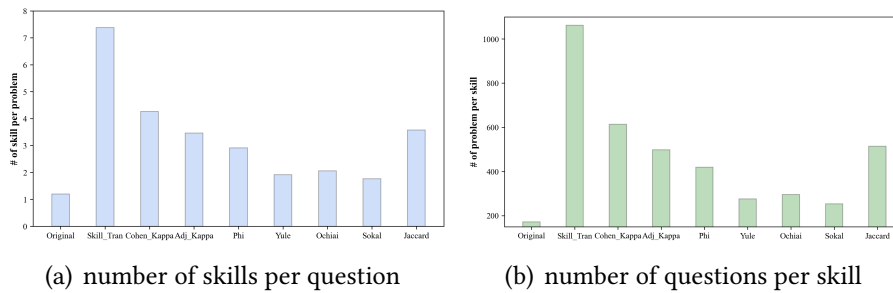 8
7
6
5
4
3
2
1
0
# of skill per problem
Original Skill_Tran Cohen_Kappa Adj_Kappa Phi Yule Ochiai Sokal Jaccard
(a) number of skills per question
1000
800
600
400
200
# of problem per skill
Original Skill_Tran Cohen_Kappa Adj_Kappa Phi Yule Ochiai Sokal Jaccard
(b) number of questions per skill